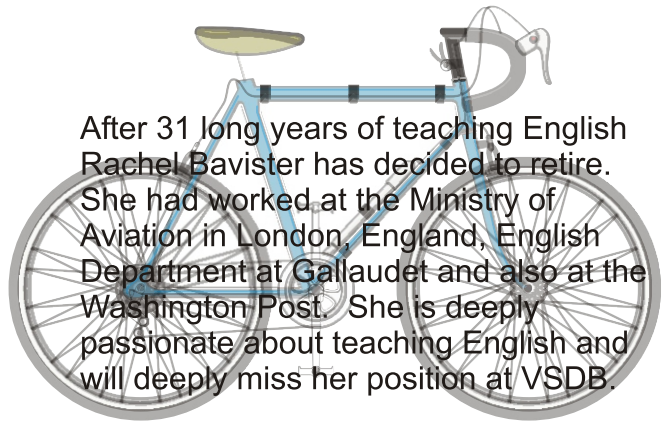 After 31 long years of teaching English
Rachel Bavister has decided to retire.
She had worked at the Ministry of
Aviation in London, England, English
Department at Gallaudet and also at the
Washington Post.  She is deeply
passionate about teaching English and
will deeply miss her position at VSDB.